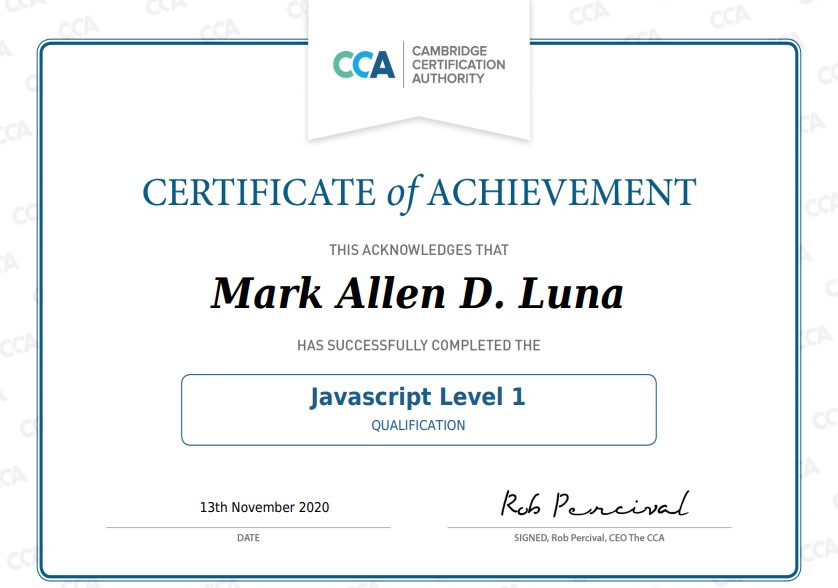 CCA
CAMBRIDGE
CERTIFICATION
AUTHORITY
CERTIFICATE of ACHIEVEMENT
THIS ACKNOWLEDGES THAT
Mark Allen D. Luna
HAS SUCCESSFULLY COMPLETED THE
Javascript Level 1
QUALIFICATION
13th November 2020
Rob Percival
DATE
SIGNED, Rob Percival, CEO The CCA